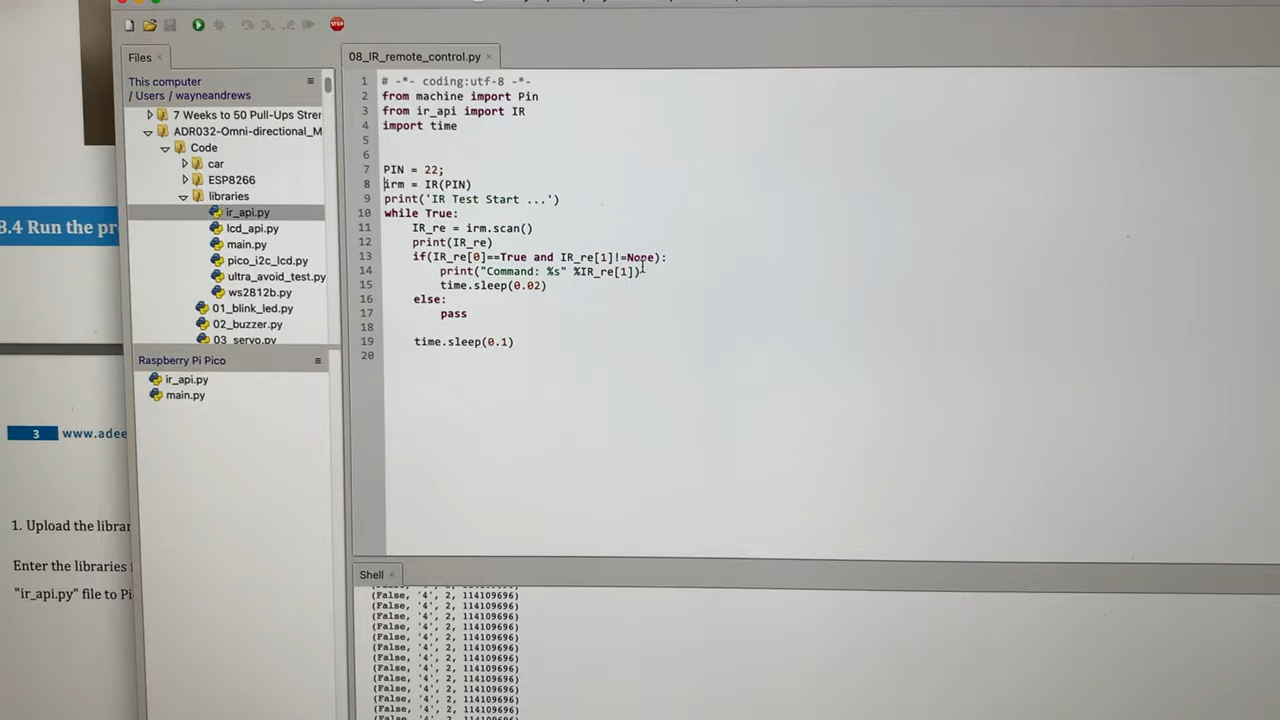 Files ×
This computer
/ Users / wayneandrews
7 Weeks to 50 Pull-Ups Stren
ADR032-Omni-directional_M
Code
car
ESP8266
libraries
ir_api.py
lcd_api.py
main.py
pico_i2c_lcd.py
ultra_avoid_test.py
ws2812b.py
01_blink_led.py
02_buzzer.py
03_servo.py
Raspberry Pi Pico
ir_api.py
main.py
08_IR_remote_control.py ×
1 # -*- coding:utf-8 -*-
2 from machine import Pin
3 from ir_api import IR
4 import time
5
6
7 PIN = 22;
8 irm = IR(PIN)
9 print('IR Test Start ...')
10 while True:
11 IR_re = irm.scan()
12 print(IR_re)
13 if(IR_re[0]==True and IR_re[1]!=None):
14 print("Command: %s" %IR_re[1])
15 time.sleep(0.02)
16 else:
17 pass
18
19 time.sleep(0.1)
20
Shell ×
(False, '4', 2, 114109696)
(False, '4', 2, 114109696)
(False, '4', 2, 114109696)
(False, '4', 2, 114109696)
(False, '4', 2, 114109696)
(False, '4', 2, 114109696)
(False, '4', 2, 114109696)
(False, '4', 2, 114109696)
(False, '4', 2, 114109696)
(False, '4', 2, 114109696)
(False, '4', 2, 114109696)
(False, '4', 2, 114109696)
8.4 Run the pr
3 www.adee
1. Upload the librar
Enter the libraries
"ir_api.py" file to Pi
STOP